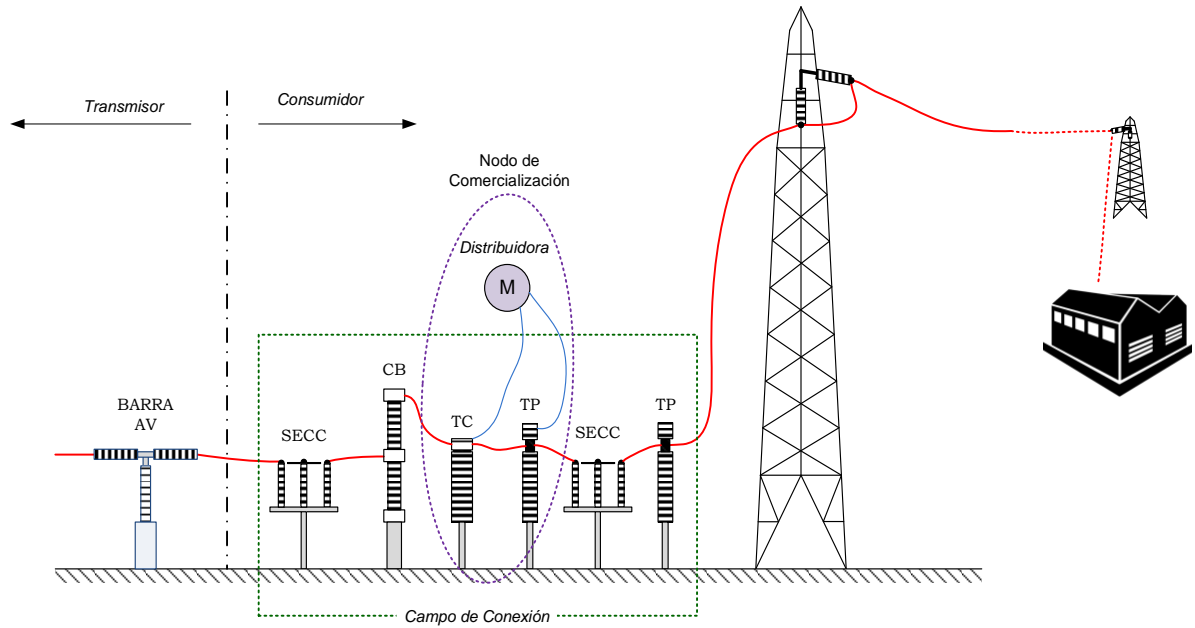 Transmisor
Consumidor
Nodo de
Comercialización
Distribuidora
M
CB
BARRA
AV
SECC
TC
TP
SECC
TP
Campo de Conexión